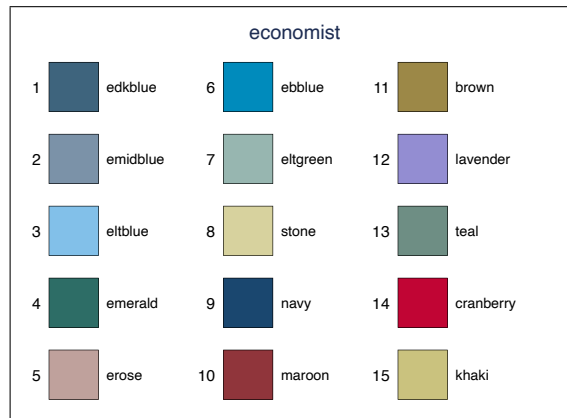 economist
1 edkblue 6 ebblue 11 brown
2 emidblue 7 eltgreen 12 lavender
3 eltblue 8 stone 13 teal
4 emerald 9 navy 14 cranberry
5 erose 10 maroon 15 khaki